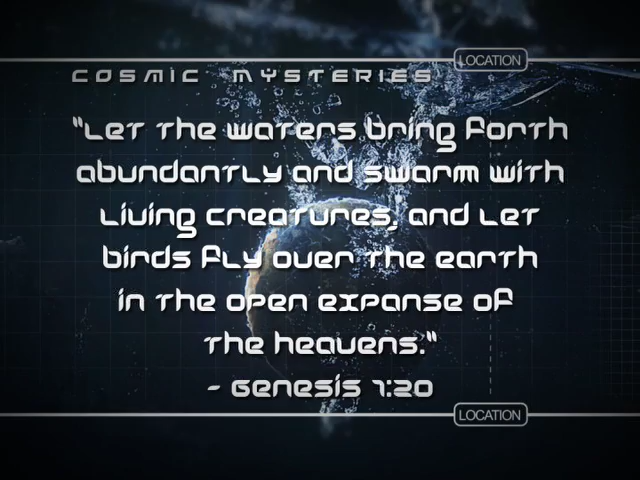 LOCATION
COSMIC MYSTERIES
"Let the waters bring forth
abundantly and swarm with
living creatures, and let
birds fly over the earth
in the open expanse of
the heavens."
- Genesis 1:20
LOCATION